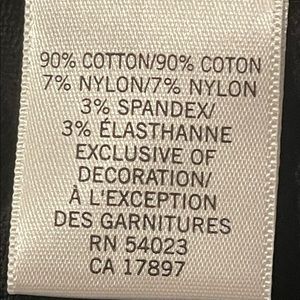 90% COTTON/90% COTON
7% NYLON/7% NYLON
3% SPANDEX/
3% ÉLASTHANNE
EXCLUSIVE OF
DECORATION/
À L'EXCEPTION
DES GARNITURES
RN 54023
CA 17897